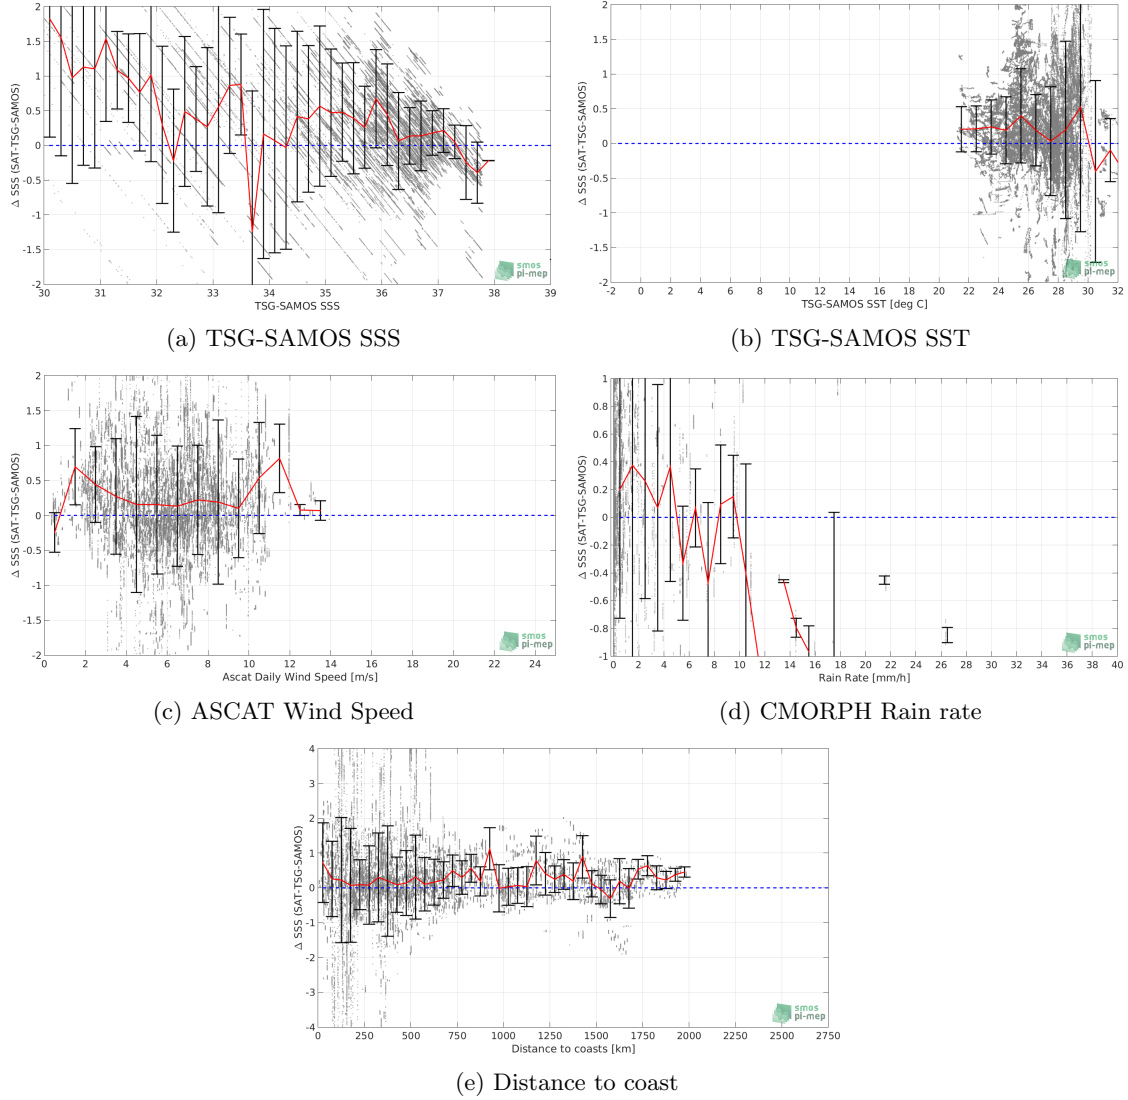 2
1.5
1
0.5
0
-0.5
-1
-1.5
-2
Δ SSS (SAT-TSG-SAMOS)
30 31 32 33 34 35 36 37 38 39
TSG-SAMOS SSS
smos
pi-mep
(a) TSG-SAMOS SSS
2
1.5
1
0.5
0
-0.5
-1
-1.5
-2
Δ SSS (SAT-TSG-SAMOS)
-2 0 2 4 6 8 10 12 14 16 18 20 22 24 26 28 30 32
TSG-SAMOS SST [deg C]
smos
pi-mep
(b) TSG-SAMOS SST
2
1.5
1
0.5
0
-0.5
-1
-1.5
-2
Δ SSS (SAT-TSG-SAMOS)
0 2 4 6 8 10 12 14 16 18 20 22 24
Ascat Daily Wind Speed [m/s]
smos
pi-mep
(c) ASCAT Wind Speed
1
0.8
0.6
0.4
0.2
0
-0.2
-0.4
-0.6
-0.8
-1
Δ SSS (SAT-TSG-SAMOS)
0 2 4 6 8 10 12 14 16 18 20 22 24 26 28 30 32 34 36 38 40
Rain Rate [mm/h]
smos
pi-mep
(d) CMORPH Rain rate
4
3
2
1
0
-1
-2
-3
-4
Δ SSS (SAT-TSG-SAMOS)
0 250 500 750 1000 1250 1500 1750 2000 2250 2500 2750
Distance to coasts [km]
smos
pi-mep
(e) Distance to coast